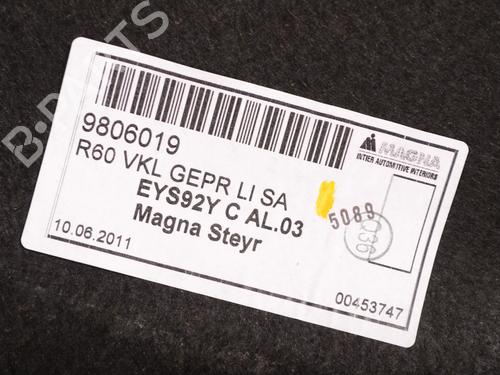 B-PARTS
9806019
R60 VKL GEPR LI SA
EYS92Y C AL.03
Magna Steyr
10.06.2011
MAGNA
INTIER AUTOMOTIVE INTERIORS
5089
Q36
00453747